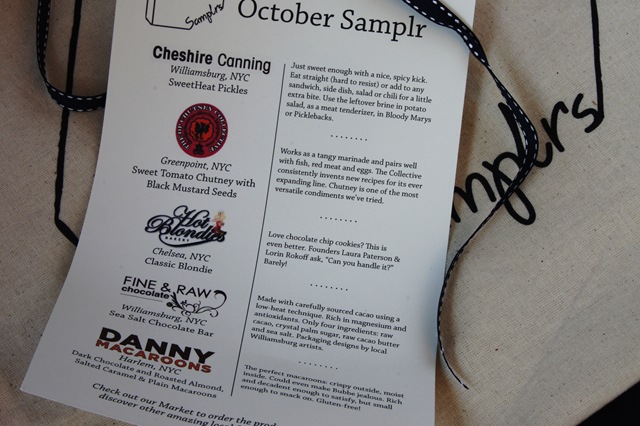 Samplrs
October Samplr
Cheshire Canning
Williamsburg, NYC
SweetHeat Pickles
Just sweet enough with a nice, spicy kick.
Eat straight (hard to resist) or add to any
sandwich, side dish, salad or chili for a little
extra bite. Use the leftover brine in potato
salad, as a meat tenderizer, in Bloody Marys
or Picklebacks.
Greenpoint, NYC
Sweet Tomato Chutney with
Black Mustard Seeds
Works as a tangy marinade and pairs well
with fish, red meat and eggs. The Collective
consistently invents new recipes for its ever
expanding line. Chutney is one of the most
versatile condiments we've tried.
Hot
Blondies
BAKERY
Chelsea, NYC
Classic Blondie
Love chocolate chip cookies? This is
even better. Founders Laura Paterson &
Lorin Rokoff ask, "Can you handle it?"
Barely!
FINE & RAW
chocolate
Williamsburg, NYC
Sea Salt Chocolate Bar
Made with carefully sourced cacao using a
low-heat technique. Rich in magnesium and
antioxidants. Only four ingredients: raw
cacao, crystal palm sugar, raw cacao butter
and sea salt. Packaging designs by local
Williamsburg artists.
DANNY
MACAROONS
Harlem, NYC
Dark Chocolate and Roasted Almond,
Salted Caramel & Plain Macaroons
The perfect macaroons: crispy outside, moist
inside. Could even make Bubbe jealous. Rich
and decadent enough to satisfy, but small
enough to snack on. Gluten-free!
Check out our Market to order the
discover other amazing local
mplrs